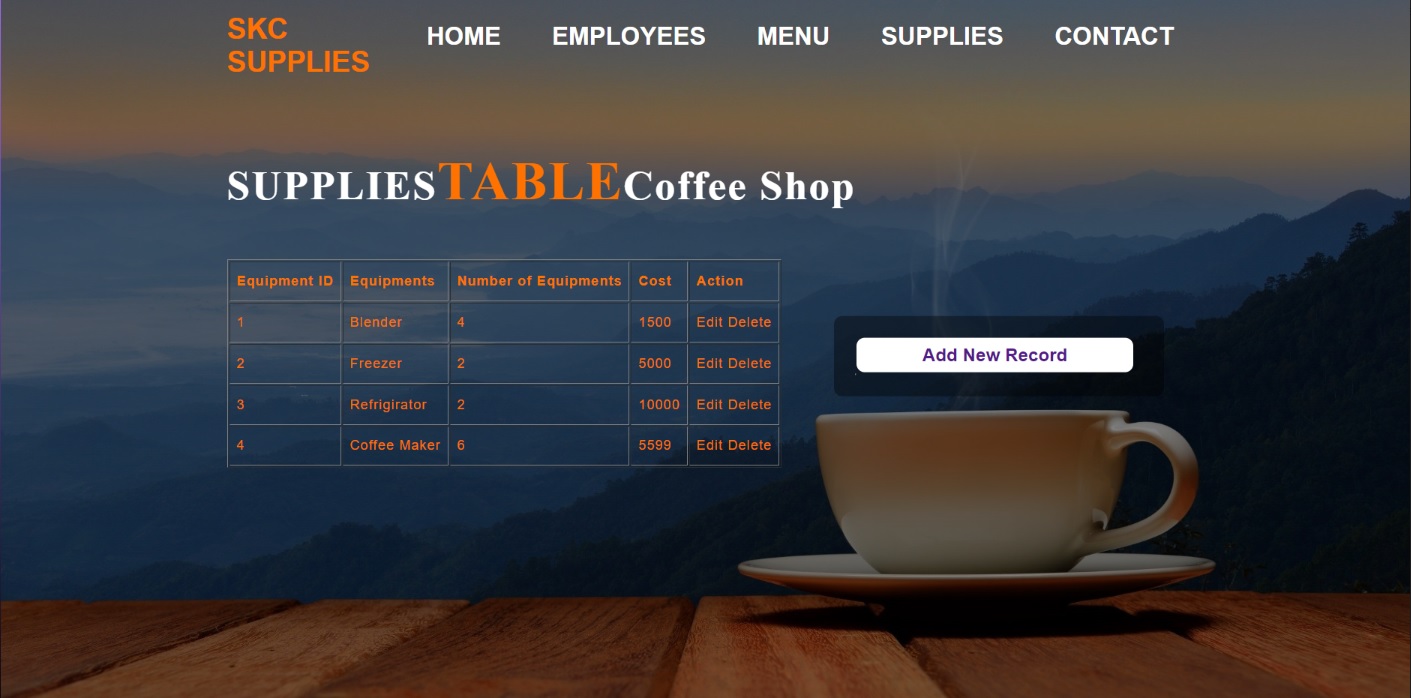 SKC
SUPPLIES
HOME EMPLOYEES MENU SUPPLIES CONTACT
SUPPLIESTABLECoffee Shop
Equipment ID Equipments Number of Equipments Cost Action
1 Blender 4 1500 Edit Delete
2 Freezer 2 5000 Edit Delete
3 Refrigirator 2 10000 Edit Delete
4 Coffee Maker 6 5599 Edit Delete
Add New Record